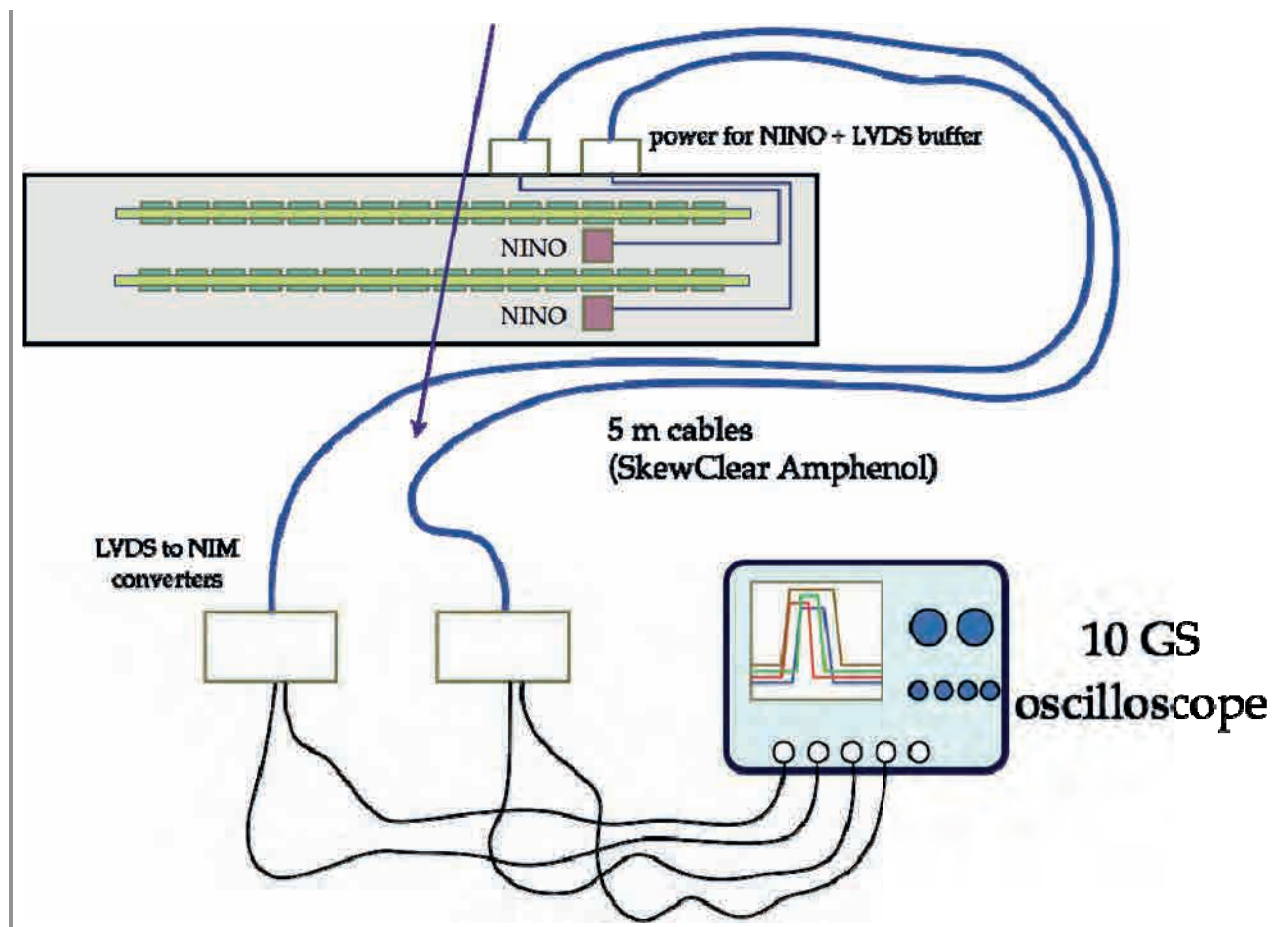 power for NINO + LVDS buffer
NINO
NINO
5 m cables
(SkewClear Amphenol)
LVDS to NIM
converters
10 GS
oscilloscope